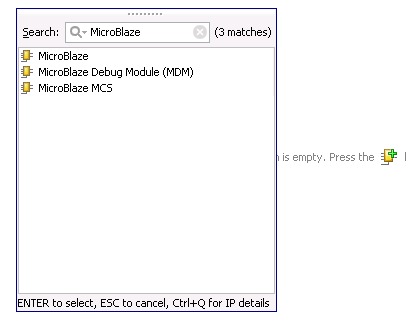 Search: MicroBlaze (3 matches)
MicroBlaze
MicroBlaze Debug Module (MDM)
MicroBlaze MCS
is empty. Press the
ENTER to select, ESC to cancel, Ctrl+Q for IP details